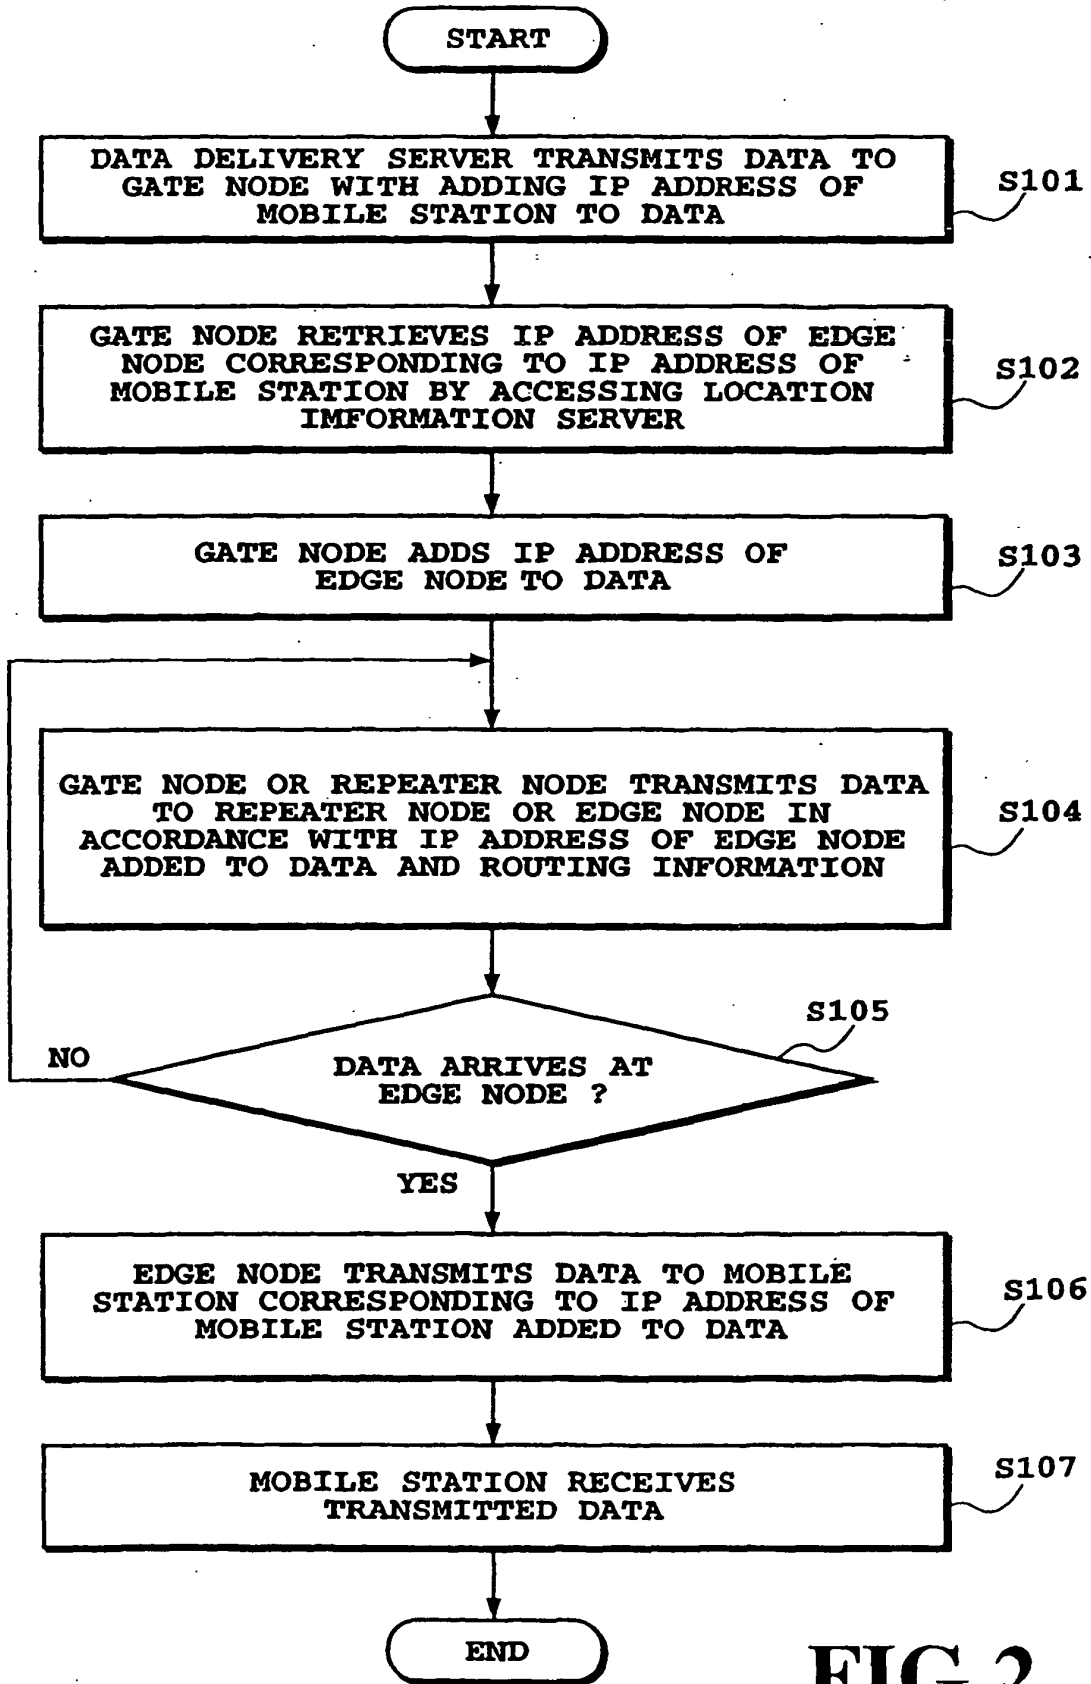 START
DATA DELIVERY SERVER TRANSMITS DATA TO
GATE NODE WITH ADDING IP ADDRESS OF
MOBILE STATION TO DATA
S101
GATE NODE RETRIEVES IP ADDRESS OF EDGE
NODE CORRESPONDING TO IP ADDRESS OF
MOBILE STATION BY ACCESSING LOCATION
IMFORMATION SERVER
S102
GATE NODE ADDS IP ADDRESS OF
EDGE NODE TO DATA
S103
GATE NODE OR REPEATER NODE TRANSMITS DATA
TO REPEATER NODE OR EDGE NODE IN
ACCORDANCE WITH IP ADDRESS OF EDGE NODE
ADDED TO DATA AND ROUTING INFORMATION
S104
S105
NO
DATA ARRIVES AT
EDGE NODE ?
YES
EDGE NODE TRANSMITS DATA TO MOBILE
STATION CORRESPONDING TO IP ADDRESS OF
MOBILE STATION ADDED TO DATA
S106
MOBILE STATION RECEIVES
TRANSMITTED DATA
S107
END
FIG.2